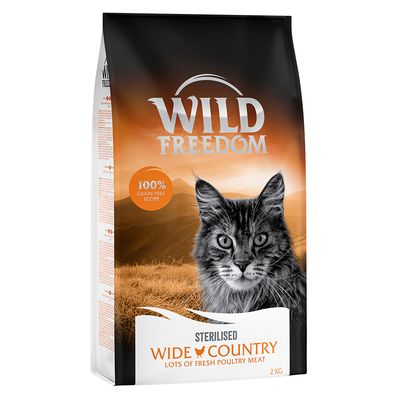 WILD
FREEDOM
100%
GRAIN-FREE
RECIPE
STERILISED
WIDE COUNTRY
LOTS OF FRESH POULTRY MEAT
2 KG